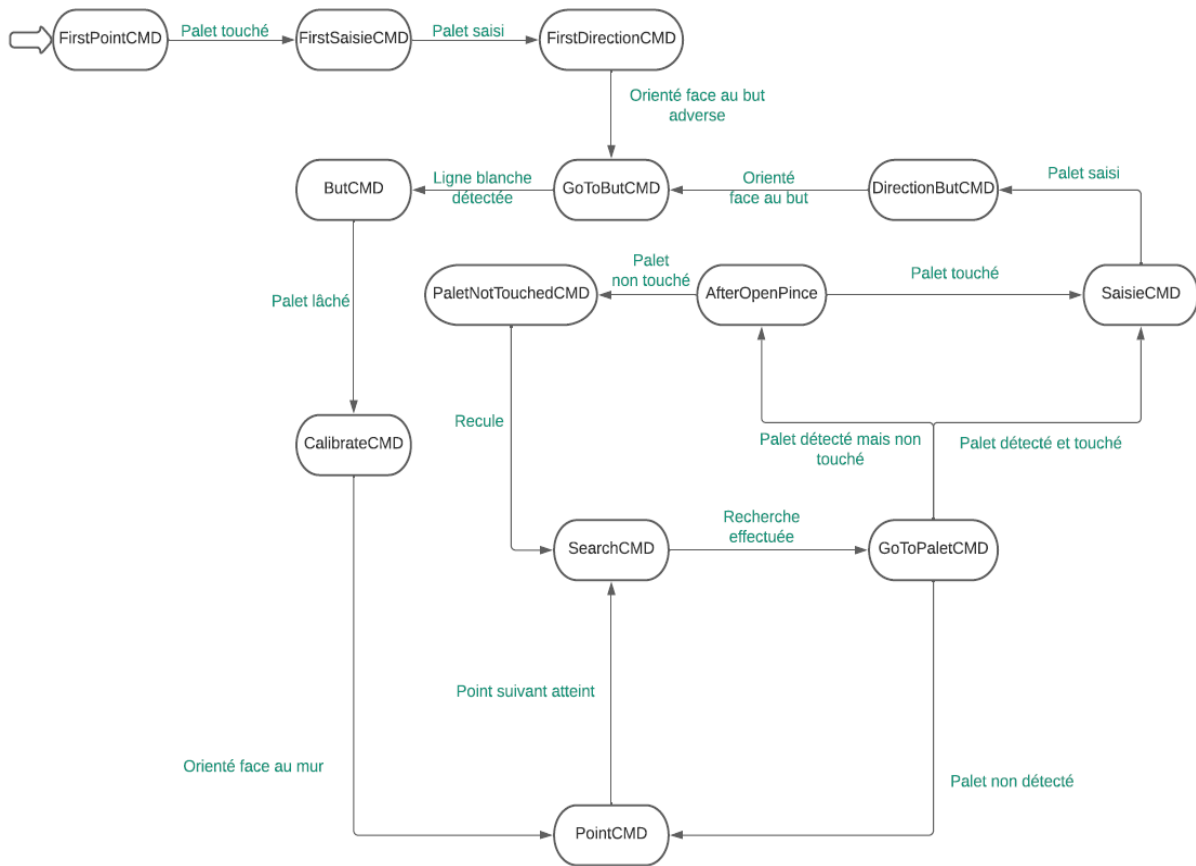 FirstPointCMD
Palet touché
FirstSaisieCMD
Palet saisi
FirstDirectionCMD
Orienté face au but
adverse
ButCMD
Ligne blanche
détectée
GoToButCMD
Orienté
face au but
DirectionButCMD
Palet saisi
Palet lâché
PaletNotTouchedCMD
Palet
non touché
AfterOpenPince
Palet touché
SaisieCMD
CalibrateCMD
Recule
Palet détecté mais non
touché
Palet détecté et touché
SearchCMD
Recherche
effectuée
GoToPaletCMD
Point suivant atteint
Orienté face au mur
Palet non détecté
PointCMD